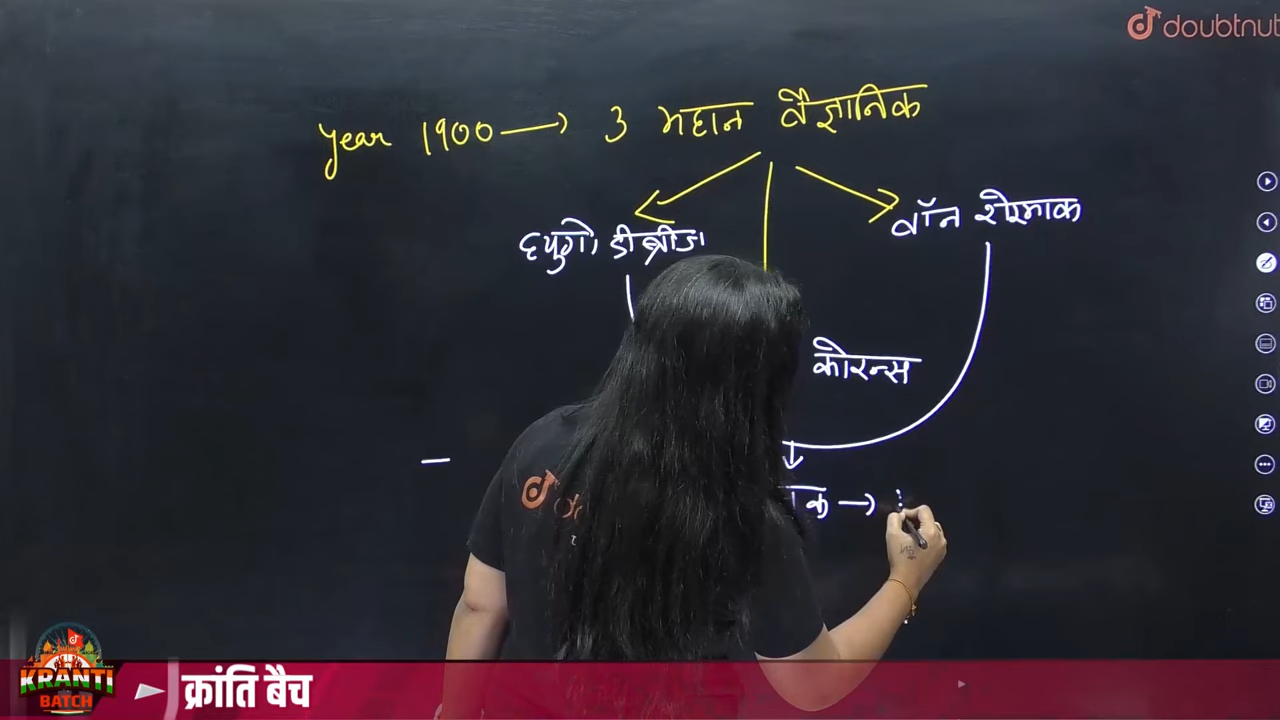 doubtnut
year 1900 → 3 महान वैज्ञानिक
ह्युगो डी ब्रीज
वॉन शेरमाक
कोरन्स
क →
KRANTI
BATCH
क्रांति बैच